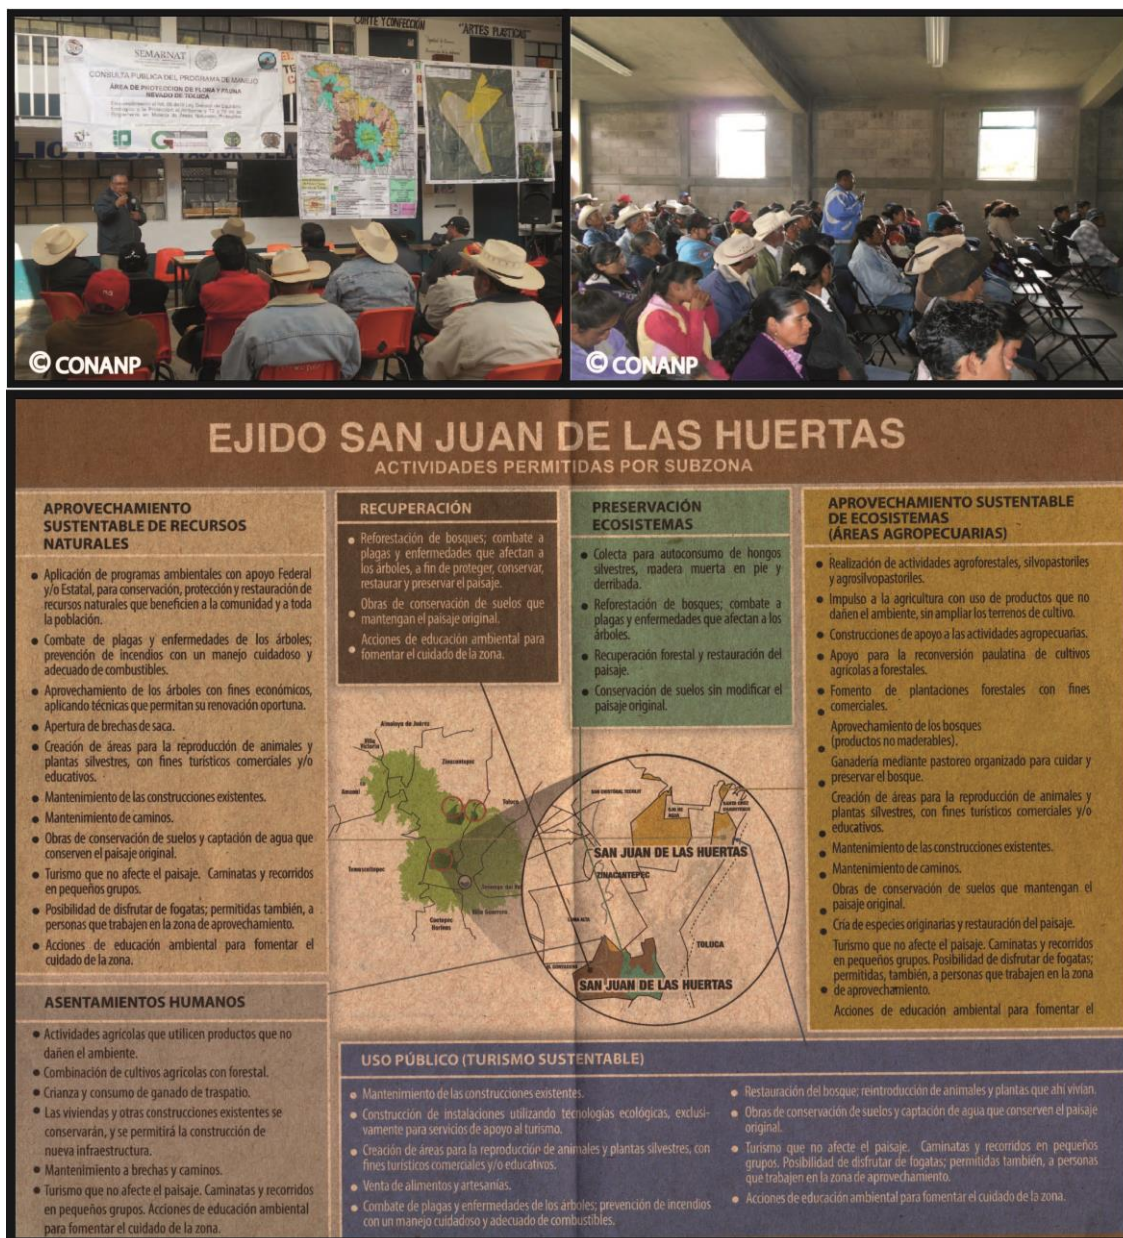 CORTE Y CONFECCIÓN
"ARTES PLASTICAS"
SEMARNAT
CONSULTA PUBLICA DEL PROGRAMA DE MANEJO
ÁREA DE PROTECCIÓN DE FLORA Y FAUNA
NEVADO DE TOLUCA
© CONANP
© CONANP
EJIDO SAN JUAN DE LAS HUERTAS
ACTIVIDADES PERMITIDAS POR SUBZONA
APROVECHAMIENTO
SUSTENTABLE DE RECURSOS
NATURALES
• Aplicación de programas ambientales con apoyo Federal
y/o Estatal, para conservación, protección y restauración de
recursos naturales que beneficien a la comunidad y a toda
la población.
• Combate de plagas y enfermedades de los árboles;
prevención de incendios con un manejo cuidadoso y
adecuado de combustibles.
• Aprovechamiento de los árboles con fines económicos,
aplicando técnicas que permitan su renovación oportuna.
• Apertura de brechas de saca.
• Creación de áreas para la reproducción de animales y
plantas silvestres, con fines turísticos comerciales y/o
educativos.
• Mantenimiento de las construcciones existentes.
• Mantenimiento de caminos.
• Obras de conservación de suelos y captación de agua que
conserven el paisaje original.
• Turismo que no afecte el paisaje. Caminatas y recorridos
en pequeños grupos.
• Posibilidad de disfrutar de fogatas; permitidas también, a
personas que trabajen en la zona de aprovechamiento.
• Acciones de educación ambiental para fomentar el
cuidado de la zona.
RECUPERACIÓN
• Reforestación de bosques; combate a
plagas y enfermedades que afectan a
los árboles, a fin de proteger, conservar,
restaurar y preservar el paisaje.
• Obras de conservación de suelos que
mantengan el paisaje original.
• Acciones de educación ambiental para
fomentar el cuidado de la zona.
PRESERVACIÓN
ECOSISTEMAS
• Colecta para autoconsumo de hongos
silvestres, madera muerta en pie y
derribada.
• Reforestación de bosques; combate a
plagas y enfermedades que afectan a los
árboles.
• Recuperación forestal y restauración del
paisaje.
• Conservación de suelos sin modificar el
paisaje original.
APROVECHAMIENTO SUSTENTABLE
DE ECOSISTEMAS
(ÁREAS AGROPECUARIAS)
• Realización de actividades agroforestales, silvopastoriles
y agrosilvopastoriles.
• Impulso a la agricultura con uso de productos que no
dañen el ambiente, sin ampliar los terrenos de cultivo.
• Construcciones de apoyo a las actividades agropecuarias.
• Apoyo para la reconversión paulatina de cultivos
agrícolas a forestales.
• Fomento de plantaciones forestales con fines
• comerciales.
Aprovechamiento de los bosques
• (productos no maderables).
Ganadería mediante pastoreo organizado para cuidar y
• preservar el bosque.
Creación de áreas para la reproducción de animales y
plantas silvestres, con fines turísticos comerciales y/o
• educativos.
• Mantenimiento de las construcciones existentes.
• Mantenimiento de caminos.
Obras de conservación de suelos que mantengan el
• paisaje original.
• Cría de especies originarias y restauración del paisaje.
Turismo que no afecte el paisaje. Caminatas y recorridos
en pequeños grupos. Posibilidad de disfrutar de fogatas;
permitidas, también, a personas que trabajen en la zona
• de aprovechamiento.
Acciones de educación ambiental para fomentar el
Almoloya de Juárez
Villa
Victoria
Zinacantepec
Amanalc
Toluca
Temascaltepec
Tenango del
Villa Guerrero
Coatepec
Harinas
SAN CRISTÓBAL TECOLIT
OJO DE
AGUA
SANTA CRUZ
SAN JUAN DE LAS HUERTAS
ZINACANTEPEC
LOMA ALTA
TOLUCA
EL CONTADERO
SAN JUAN DE LAS HUERTAS
ASENTAMIENTOS HUMANOS
• Actividades agrícolas que utilicen productos que no
dañen el ambiente.
• Combinación de cultivos agrícolas con forestal.
• Crianza y consumo de ganado de traspatio.
• Las viviendas y otras construcciones existentes se
conservarán, y se permitirá la construcción de
nueva infraestructura.
• Mantenimiento a brechas y caminos.
• Turismo que no afecte el paisaje. Caminatas y recorridos
en pequeños grupos. Acciones de educación ambiental
para fomentar el cuidado de la zona.
USO PÚBLICO (TURISMO SUSTENTABLE)
• Mantenimiento de las construcciones existentes.
• Construcción de instalaciones utilizando tecnologías ecológicas, exclusi-
vamente para servicios de apoyo al turismo.
• Creación de áreas para la reproducción de animales y plantas silvestres, con
fines turísticos comerciales y/o educativos.
• Venta de alimentos y artesanías.
• Combate de plagas y enfermedades de los árboles; prevención de incendios
con un manejo cuidadoso y adecuado de combustibles.
• Restauración del bosque; reintroducción de animales y plantas que ahí vivían.
• Obras de conservación de suelos y captación de agua que conserven el paisaje
original.
• Turismo que no afecte el paisaje. Caminatas y recorridos en pequeños
grupos. Posibilidad de disfrutar de fogatas; permitidas también, a personas
que trabajen en la zona de aprovechamiento.
• Acciones de educación ambiental para fomentar el cuidado de la zona.